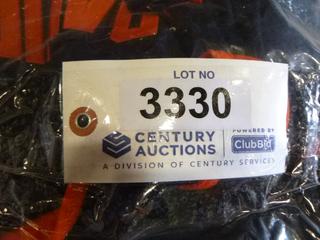 LOT NO
3330
CENTURY
AUCTIONS
POWERED BY
ClubBid
A DIVISION OF CENTURY SERVICES